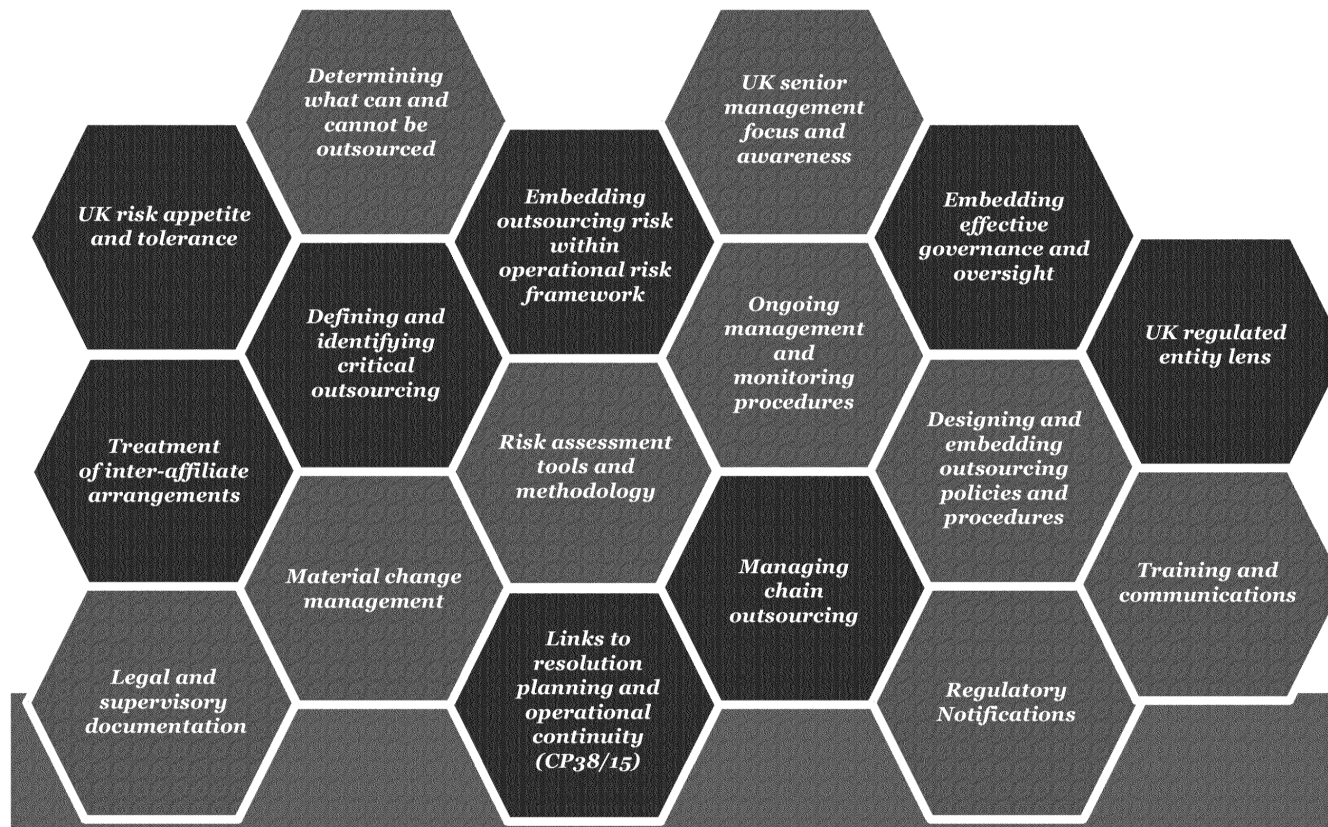 Determining
what can and
cannot be
outsourced
UK senior
management
focus and
awareness
UK risk appetite
and tolerance
Embedding
outsourcing risk
within
operational risk
framework
Embedding
effective
governance and
oversight
Defining and
identifying
critical
outsourcing
Ongoing
management
and
monitoring
procedures
UK regulated
entity lens
Treatment
of inter-affiliate
arrangements
Risk assessment
tools and
methodology
Designing and
embedding
outsourcing
policies and
procedures
Material change
management
Managing
chain
outsourcing
Training and
communications
Legal and
supervisory
documentation
Links to
resolution
planning and
operational
continuity
(CP38/15)
Regulatory
Notifications